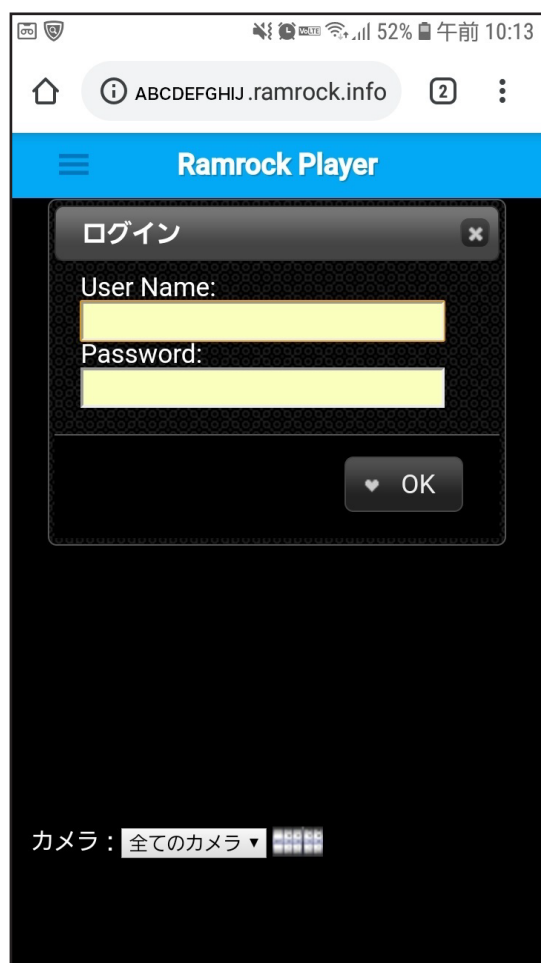 52% 午前 10:13
ABCDEFGHIJ.ramrock.info 2
Ramrock Player
ログイン
User Name:
Password:
OK
カメラ : 全てのカメラ